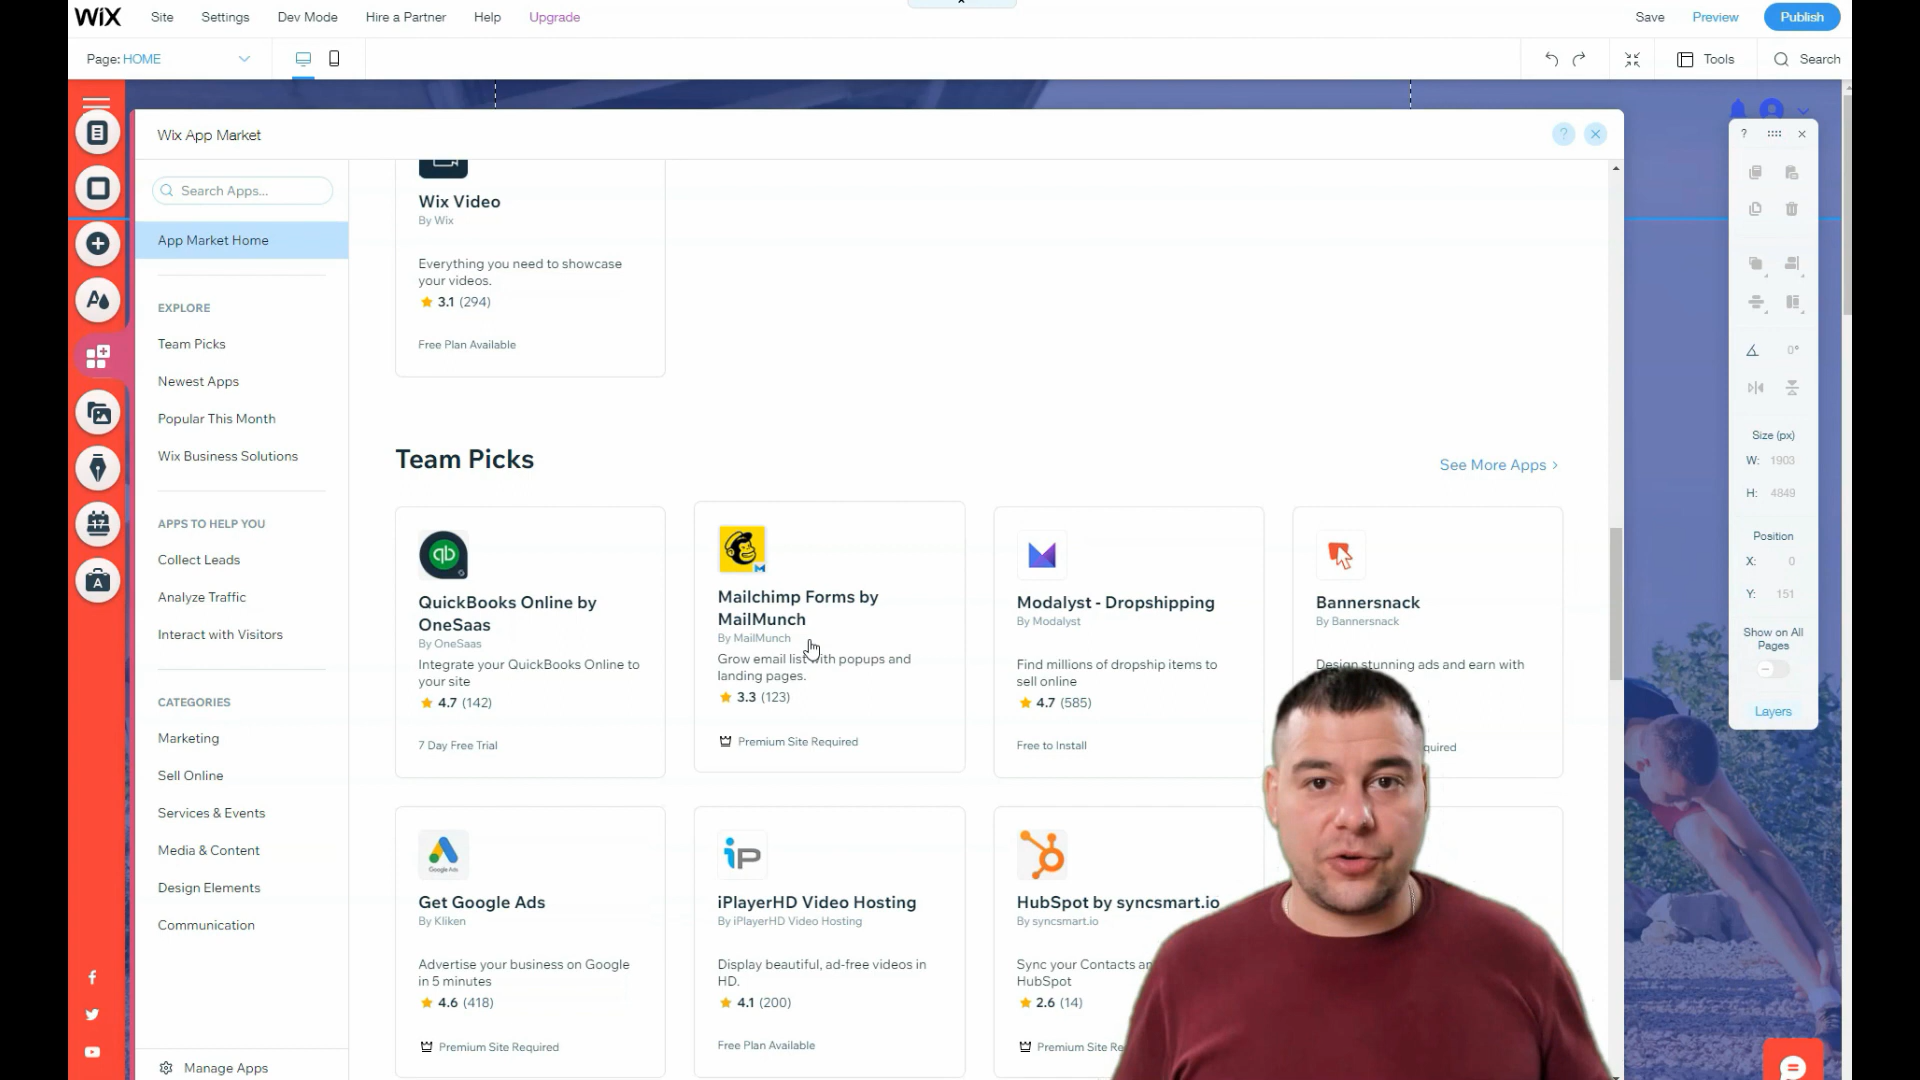 WiX Site Settings Dev Mode Hire a Partner Help Upgrade Save Preview Publish
Page: HOME Tools Search
Wix App Market ? ?
Search Apps...
App Market Home
EXPLORE
Team Picks
Newest Apps
Popular This Month
Wix Business Solutions
APPS TO HELP YOU
Collect Leads
Analyze Traffic
Interact with Visitors
CATEGORIES
Marketing
Sell Online
Services & Events
Media & Content
Design Elements
Communication
Manage Apps
Wix Video
By Wix
Everything you need to showcase
your videos.
3.1 (294)
Free Plan Available
Team Picks See More Apps
qb
QuickBooks Online by
OneSaas
By OneSaas
Integrate your QuickBooks Online to
your site
4.7 (142)
7 Day Free Trial
Mailchimp Forms by
MailMunch
By MailMunch
Grow email list with popups and
landing pages.
3.3 (123)
Premium Site Required
Modalyst - Dropshipping
By Modalyst
Find millions of dropship items to
sell online
4.7 (585)
Free to Install
Bannersnack
By Bannersnack
Design stunning ads and earn with
Google Ads
Get Google Ads
By Kliken
Advertise your business on Google
in 5 minutes
4.6 (418)
Premium Site Required
iP
iPlayerHD Video Hosting
By iPlayerHD Video Hosting
Display beautiful, ad-free videos in
HD.
4.1 (200)
Free Plan Available
HubSpot by syncsmart.io
By syncsmart.io
Sync your Contacts
HubSpot
2.6 (14)
Premium Site
0°
Size (px)
W: 1903
H: 4849
Position
X: 0
Y: 151
Show on All
Pages
Layers
17
A